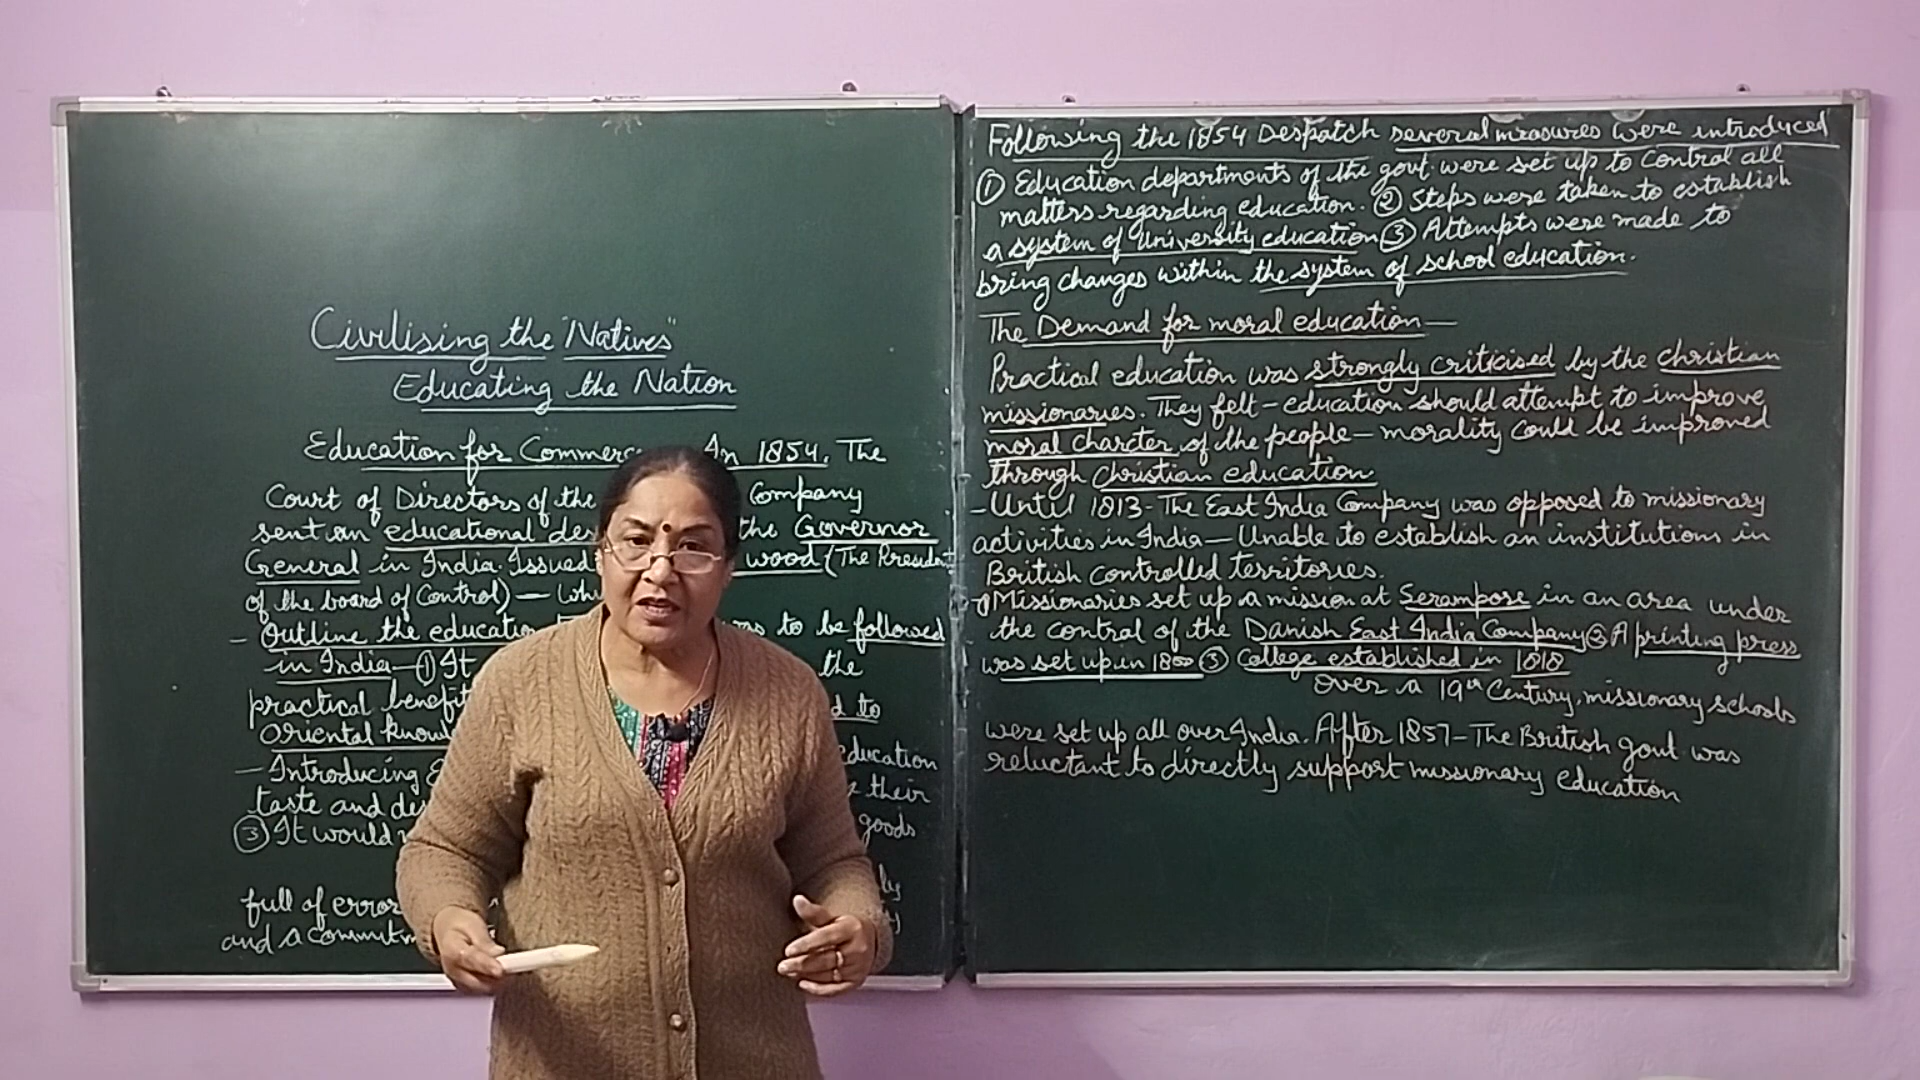 Civilising the "Natives"
Educating the Nation
Education for Commerc In 1854, The
Court of Directors of the Company
sent an educational des the Governor
General in India. Issued wood (The President
of the board of Control) — whi
— Outline the education to be followed
in India — ① It the
practical benefi d to
Oriental know
— Introducing E education
taste and de their
③ It would goods
ly
full of error
and a commitm
Following the 1854 Despatch several measures were introduced
① Education departments of the govt. were set up to control all
matters regarding education. ② Steps were taken to establish
a system of University education ③ Attempts were made to
bring changes within the system of school education.
The Demand for moral education —
Practical education was strongly criticised by the christian
missionaries. They felt – education should attempt to improve
moral charcter of the people – morality could be improved
through Christian education
– Until 1813 - The East India Company was opposed to missionary
activities in India — Unable to establish an institutions in
British controlled territories.
Missionaries set up a mission at Serampore in an area under
the control of the Danish East India Company ② A printing press
was set up in 1800 ③ College established in 1818
over a 19th Century, missionary schools
were set up all over India. After 1857 – The British govt was
reluctant to directly support missionary education